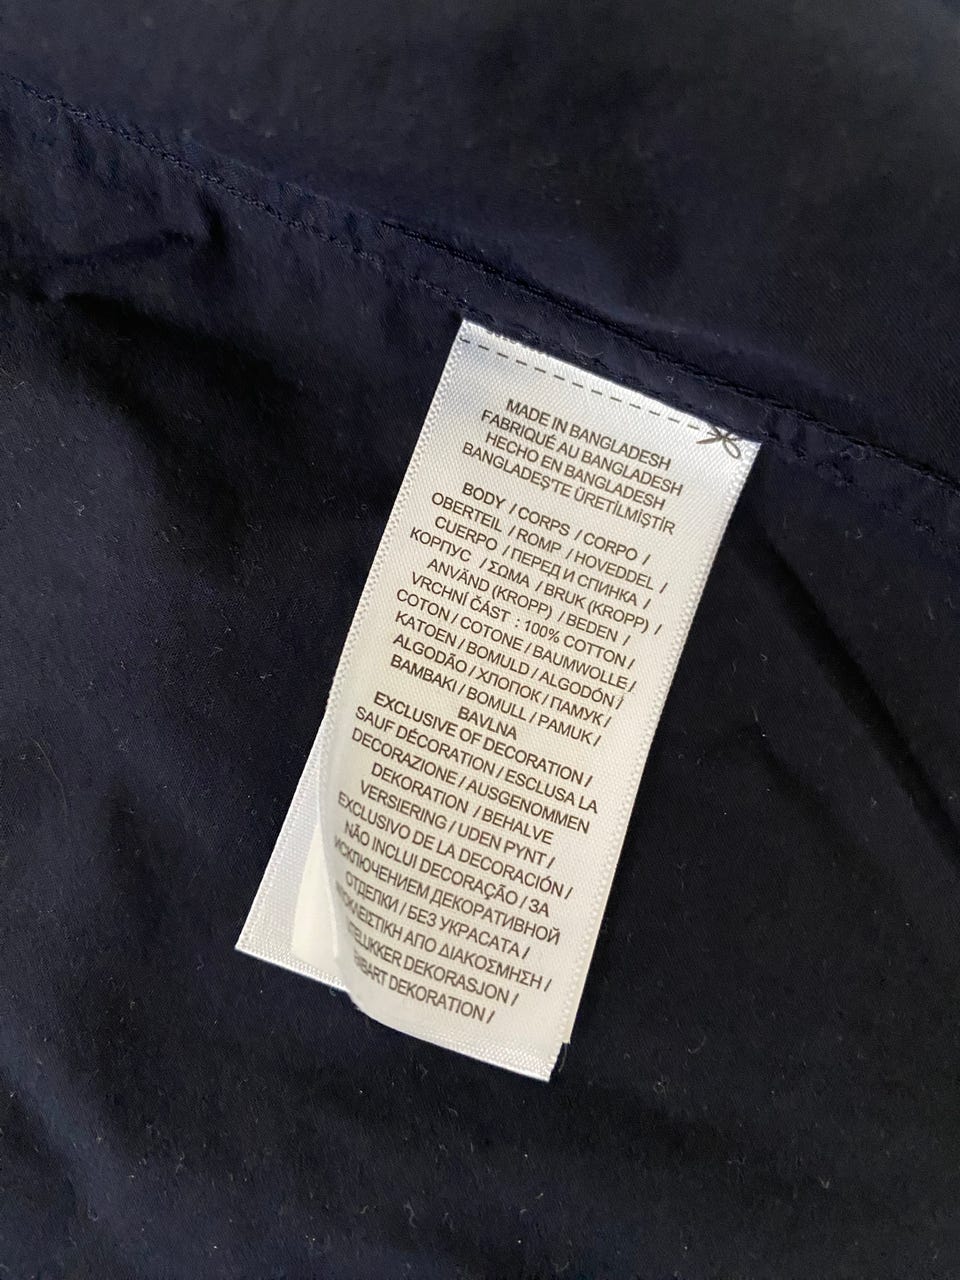 MADE IN BANGLADESH
FABRIQUÉ AU BANGLADESH
HECHO EN BANGLADESH
BANGLADEŞTE ÜRETİLMİŞTİR
BODY / CORPS / CORPO /
OBERTEIL / ROMP / HOVEDDEL /
CUERPO / ПЕРЕД И СПИНКА /
КОРПУС / ΣΩΜΑ / BRUK (KROPP) /
ANVÄND (KROPP) / BEDEN /
VRCHNÍ ČÁST : 100% COTTON /
COTON / COTONE / BAUMWOLLE /
KATOEN / BOMULD / ALGODÓN /
ALGODÃO / ХЛОПОК / ПАМУК /
BAMBAKI / BOMULL / PAMUK /
BAVLNA
EXCLUSIVE OF DECORATION /
SAUF DÉCORATION / ESCLUSA LA
DECORAZIONE / AUSGENOMMEN
DEKORATION / BEHALVE
VERSIERING / UDEN PYNT /
EXCLUSIVO DE LA DECORACIÓN /
NÃO INCLUI DECORAÇÃO / ЗА
ИСКЛЮЧЕНИЕМ ДЕКОРАТИВНОЙ
ОТДЕЛКИ / БЕЗ УКРАСАТА /
ΑΠΟ ΔΙΑΚΟΣΜΗΣΗ /
DEKORASJON /
DEKORATION /